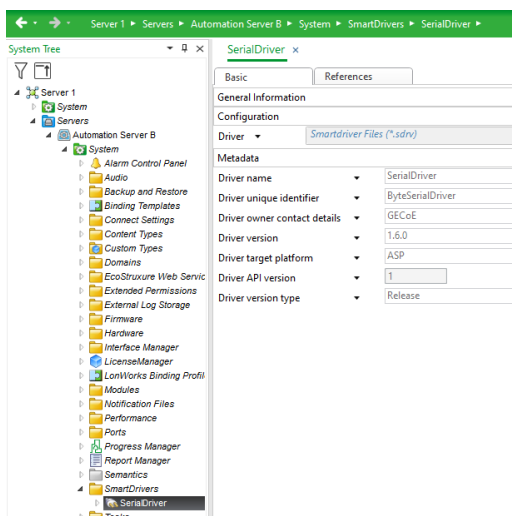 Server 1 ▸ Servers ▸ Automation Server B ▸ System ▸ SmartDrivers ▸ SerialDriver ▸
System Tree
Server 1
System
Servers
Automation Server B
System
Alarm Control Panel
Audio
Backup and Restore
Binding Templates
Connect Settings
Content Types
Custom Types
Domains
EcoStruxure Web Servic
Extended Permissions
External Log Storage
Firmware
Hardware
Interface Manager
LicenseManager
LonWorks Binding Profil
Modules
Notification Files
Performance
Ports
Progress Manager
Report Manager
Semantics
SmartDrivers
SerialDriver
Tasks
SerialDriver ×
Basic References
General Information
Configuration
Driver Smartdriver Files (*.sdrv)
Metadata
Driver name SerialDriver
Driver unique identifier ByteSerialDriver
Driver owner contact details GECoE
Driver version 1.6.0
Driver target platform ASP
Driver API version 1
Driver version type Release